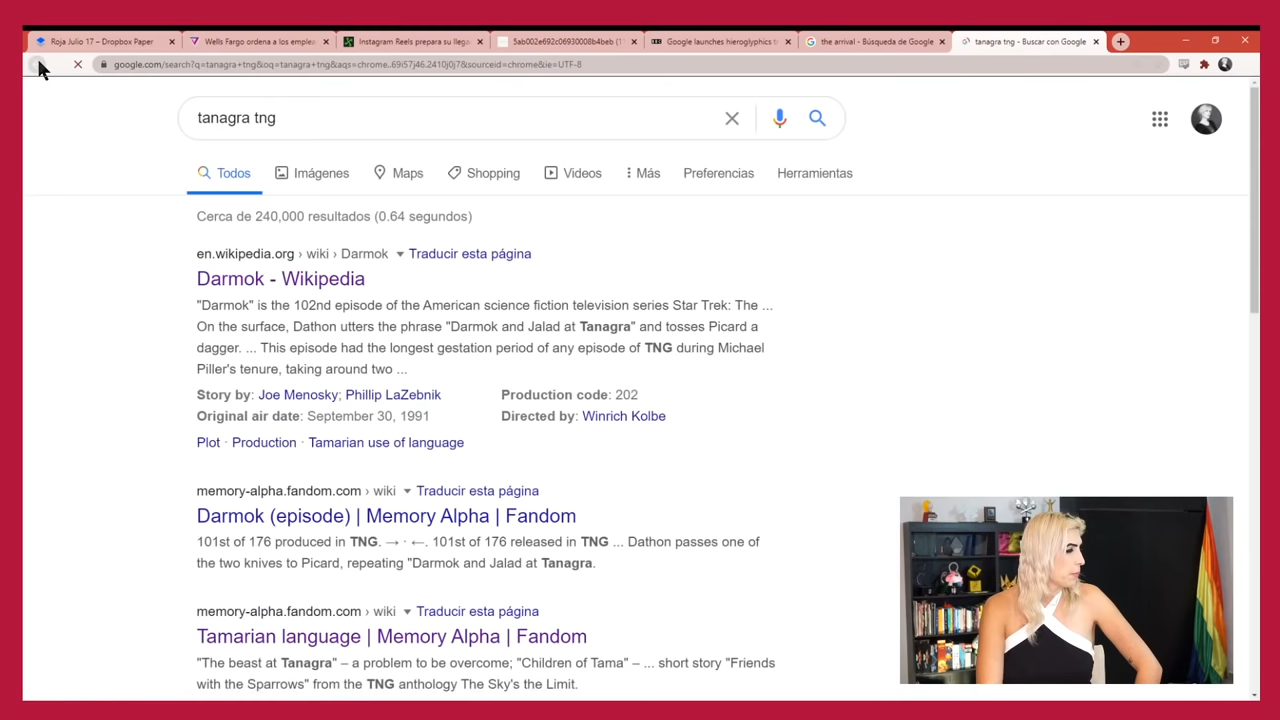 Roja Julio 17 – Dropbox Paper
Wells Fargo ordena a los emplea
Instagram Reels prepara su llega
5ab002e692c06930008b4beb (1
Google launches hieroglyphics t
the arrival - Búsqueda de Google
tanagra tng - Buscar con Google
google.com/search?q=tanagra+tng&oq=tanagra+tng&aqs=chrome..69i57j46.2410j0j7&sourceid=chrome&ie=UTF-8
tanagra tng
Todos Imágenes Maps Shopping Videos Más Preferencias Herramientas
Cerca de 240,000 resultados (0.64 segundos)
en.wikipedia.org › wiki › Darmok Traducir esta página
Darmok - Wikipedia
"Darmok" is the 102nd episode of the American science fiction television series Star Trek: The ...
On the surface, Dathon utters the phrase "Darmok and Jalad at Tanagra" and tosses Picard a
dagger. ... This episode had the longest gestation period of any episode of TNG during Michael
Piller's tenure, taking around two ...
Story by: Joe Menosky; Phillip LaZebnik Production code: 202
Original air date: September 30, 1991 Directed by: Winrich Kolbe
Plot · Production · Tamarian use of language
memory-alpha.fandom.com › wiki Traducir esta página
Darmok (episode) | Memory Alpha | Fandom
101st of 176 produced in TNG. → · ←. 101st of 176 released in TNG ... Dathon passes one of
the two knives to Picard, repeating "Darmok and Jalad at Tanagra.
memory-alpha.fandom.com › wiki Traducir esta página
Tamarian language | Memory Alpha | Fandom
"The beast at Tanagra" – a problem to be overcome; "Children of Tama" – ... short story "Friends
with the Sparrows" from the TNG anthology The Sky's the Limit.